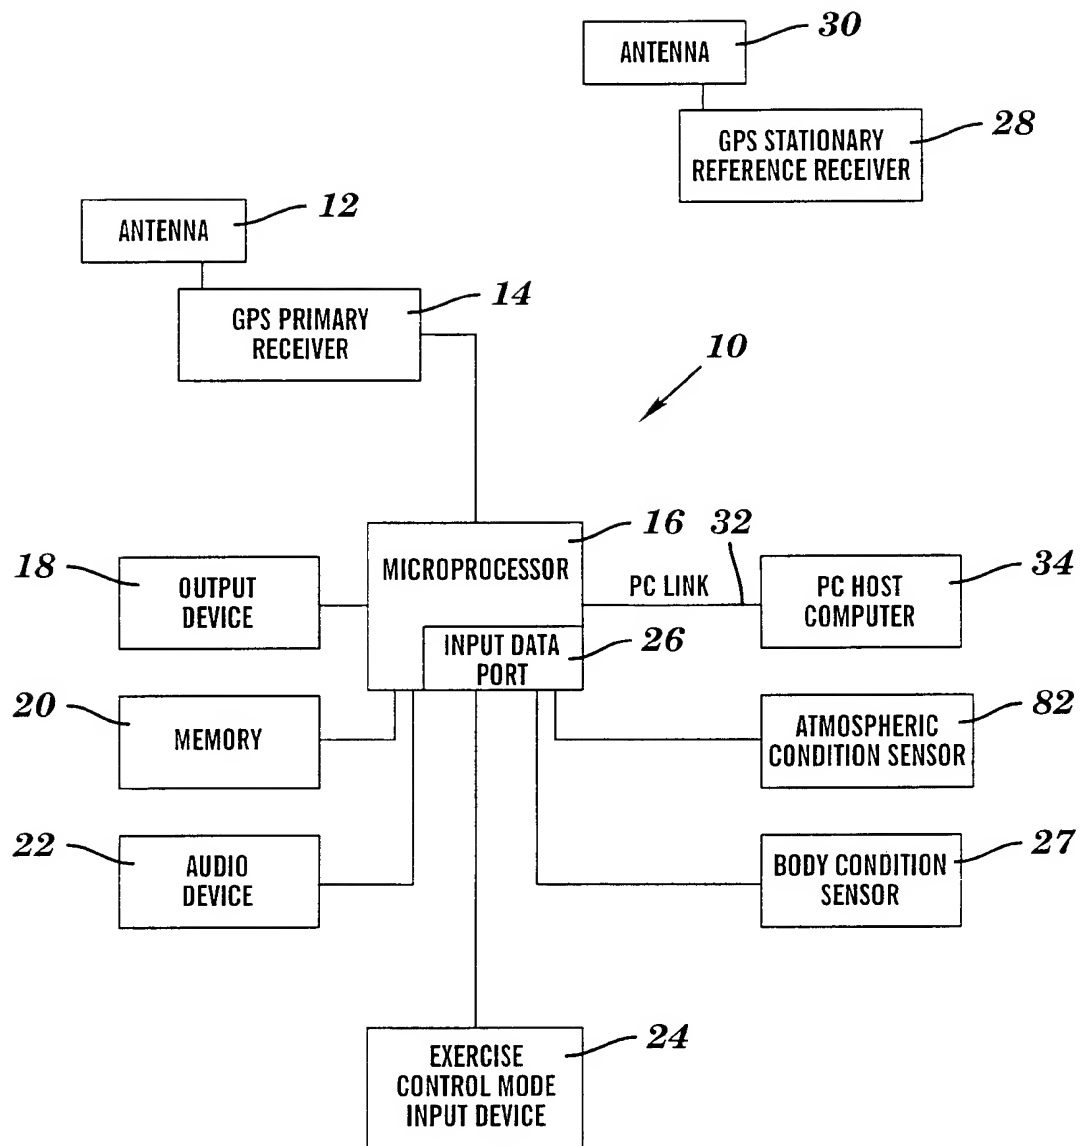 30
ANTENNA
28
GPS STATIONARY
REFERENCE RECEIVER
12
ANTENNA
14
GPS PRIMARY
RECEIVER
10
16
32
MICROPROCESSOR
18
OUTPUT
DEVICE
PC LINK
34
PC HOST
COMPUTER
INPUT DATA
PORT
26
20
MEMORY
82
ATMOSPHERIC
CONDITION SENSOR
22
AUDIO
DEVICE
27
BODY CONDITION
SENSOR
24
EXERCISE
CONTROL MODE
INPUT DEVICE